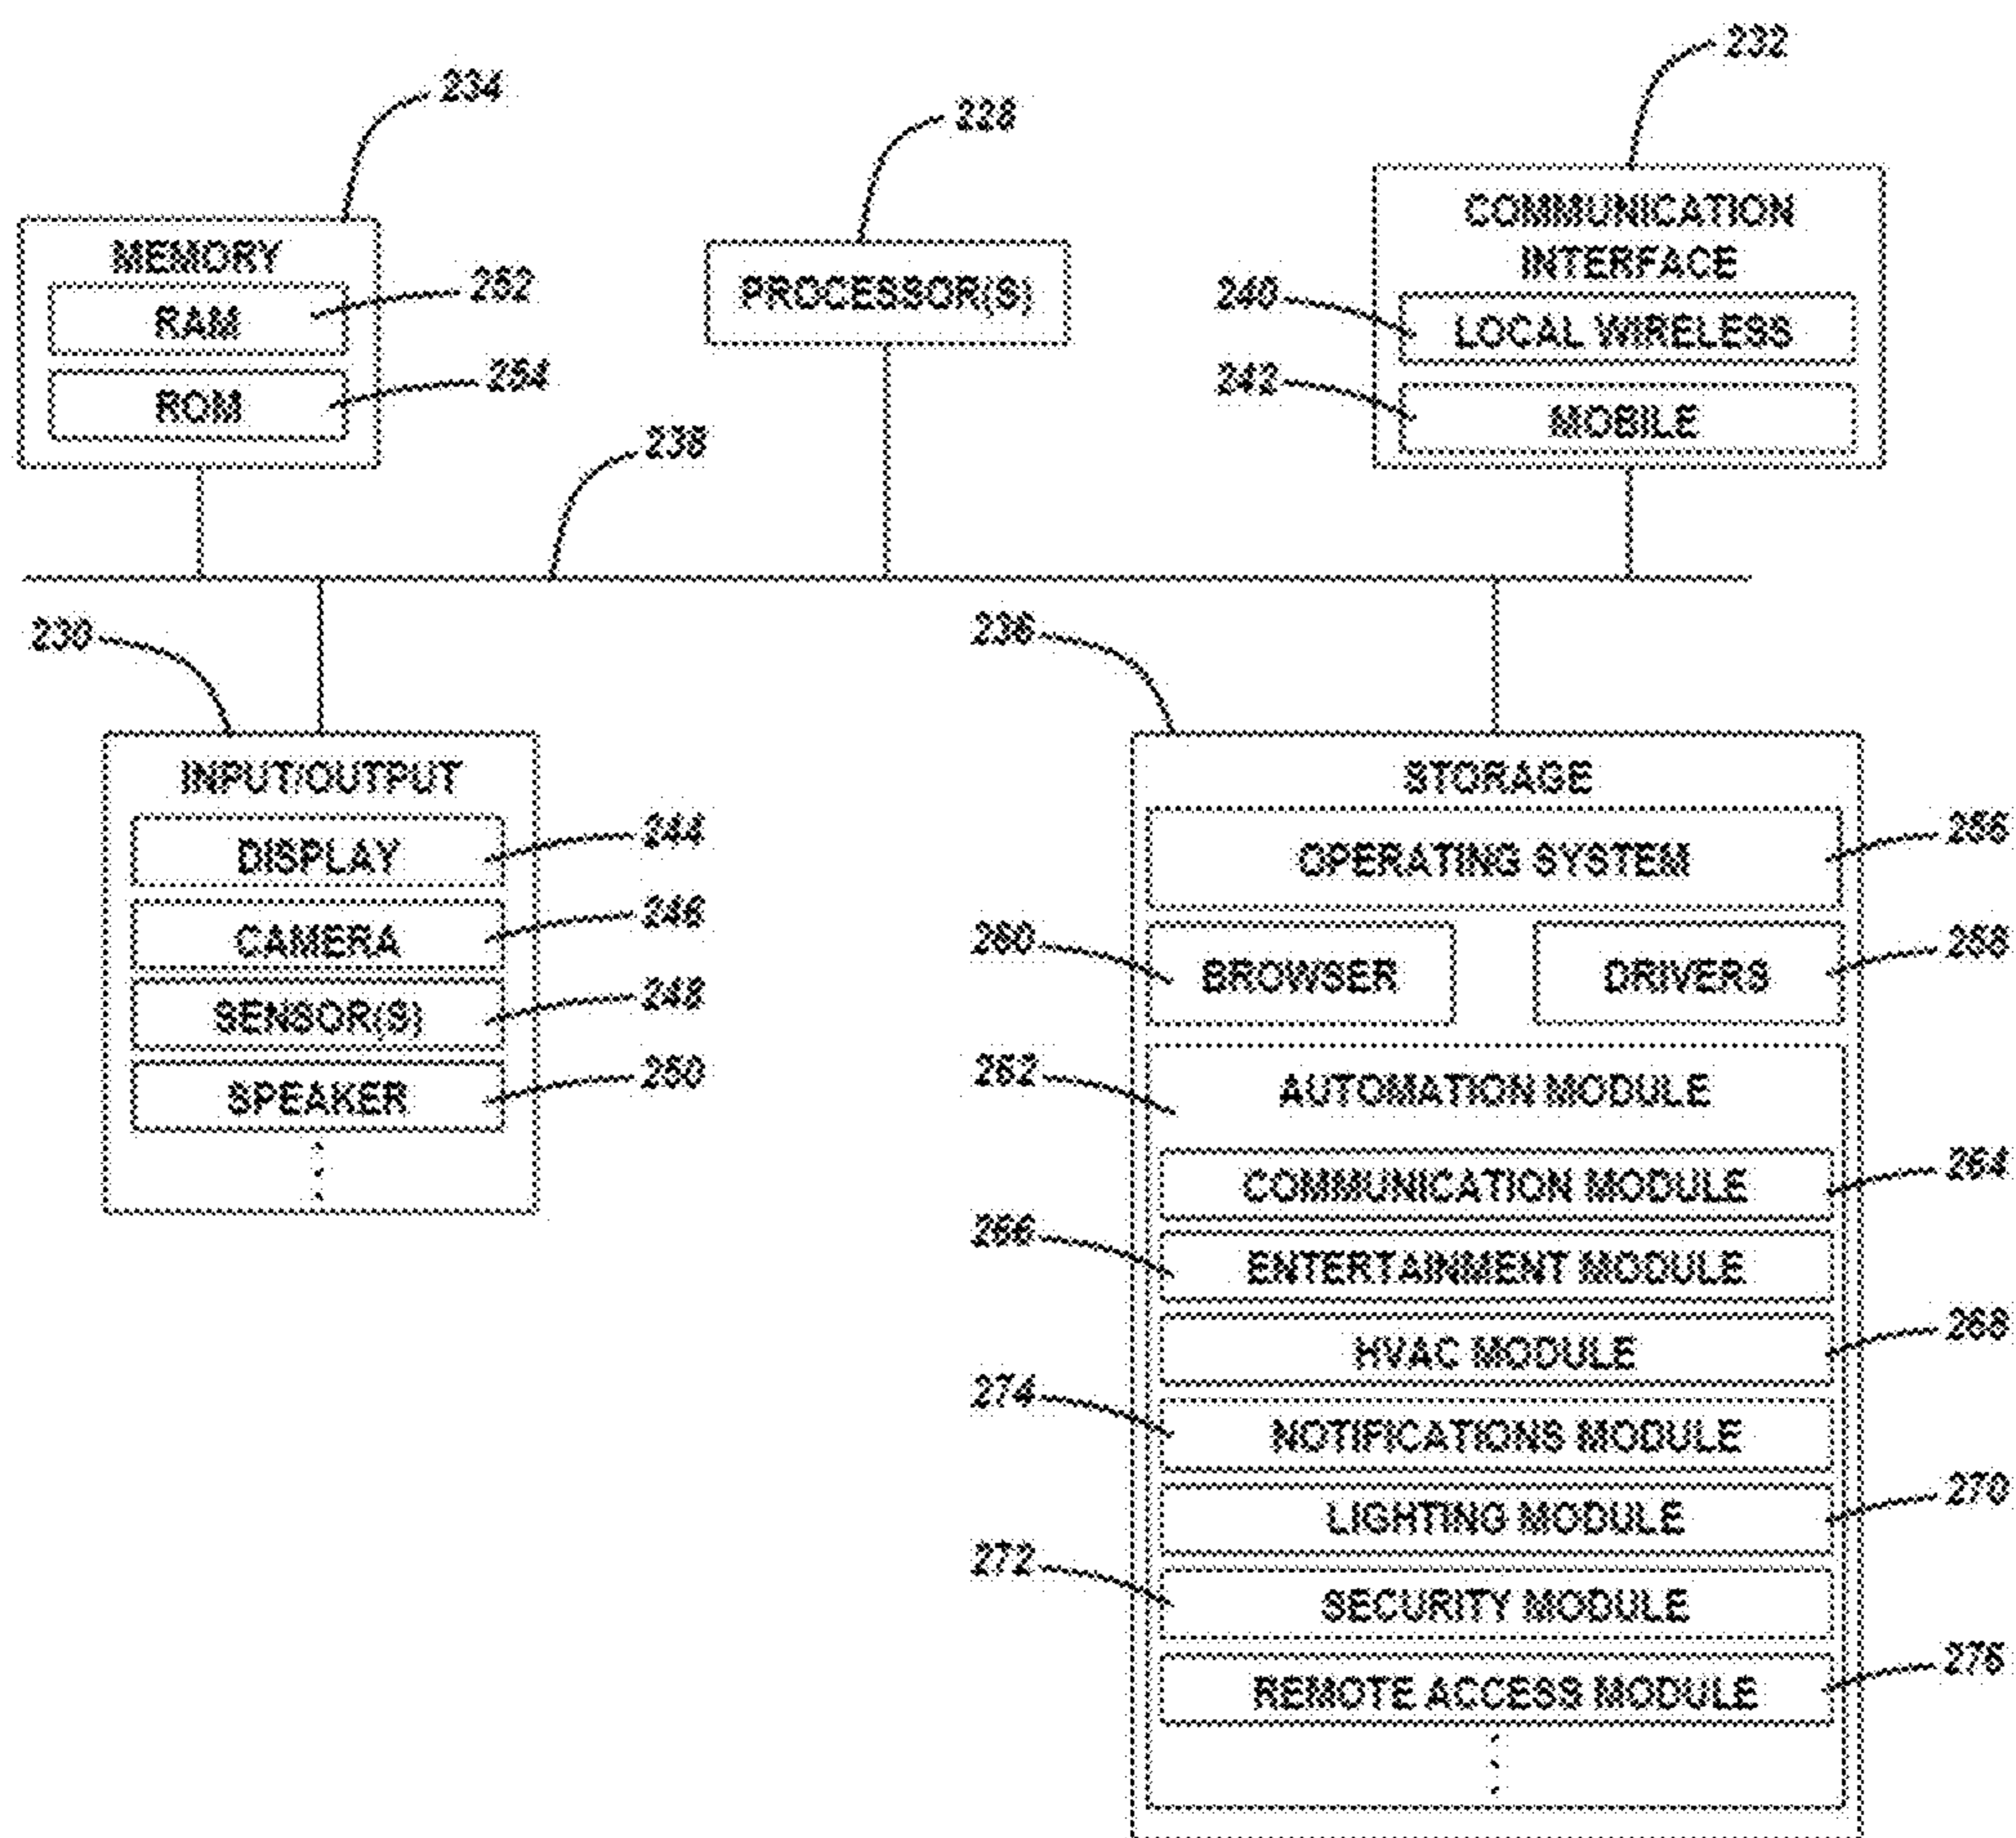 232
234
228
MEMORY
RAM
252
ROM
254
PROCESSOR(S)
COMMUNICATION
INTERFACE
240
LOCAL WIRELESS
242
MOBILE
238
230
INPUT/OUTPUT
DISPLAY
244
CAMERA
246
SENSOR(S)
248
SPEAKER
250
236
STORAGE
OPERATING SYSTEM
256
260
BROWSER
DRIVERS
258
262
AUTOMATION MODULE
COMMUNICATION MODULE
264
266
ENTERTAINMENT MODULE
HVAC MODULE
268
274
NOTIFICATIONS MODULE
LIGHTING MODULE
270
272
SECURITY MODULE
REMOTE ACCESS MODULE
276